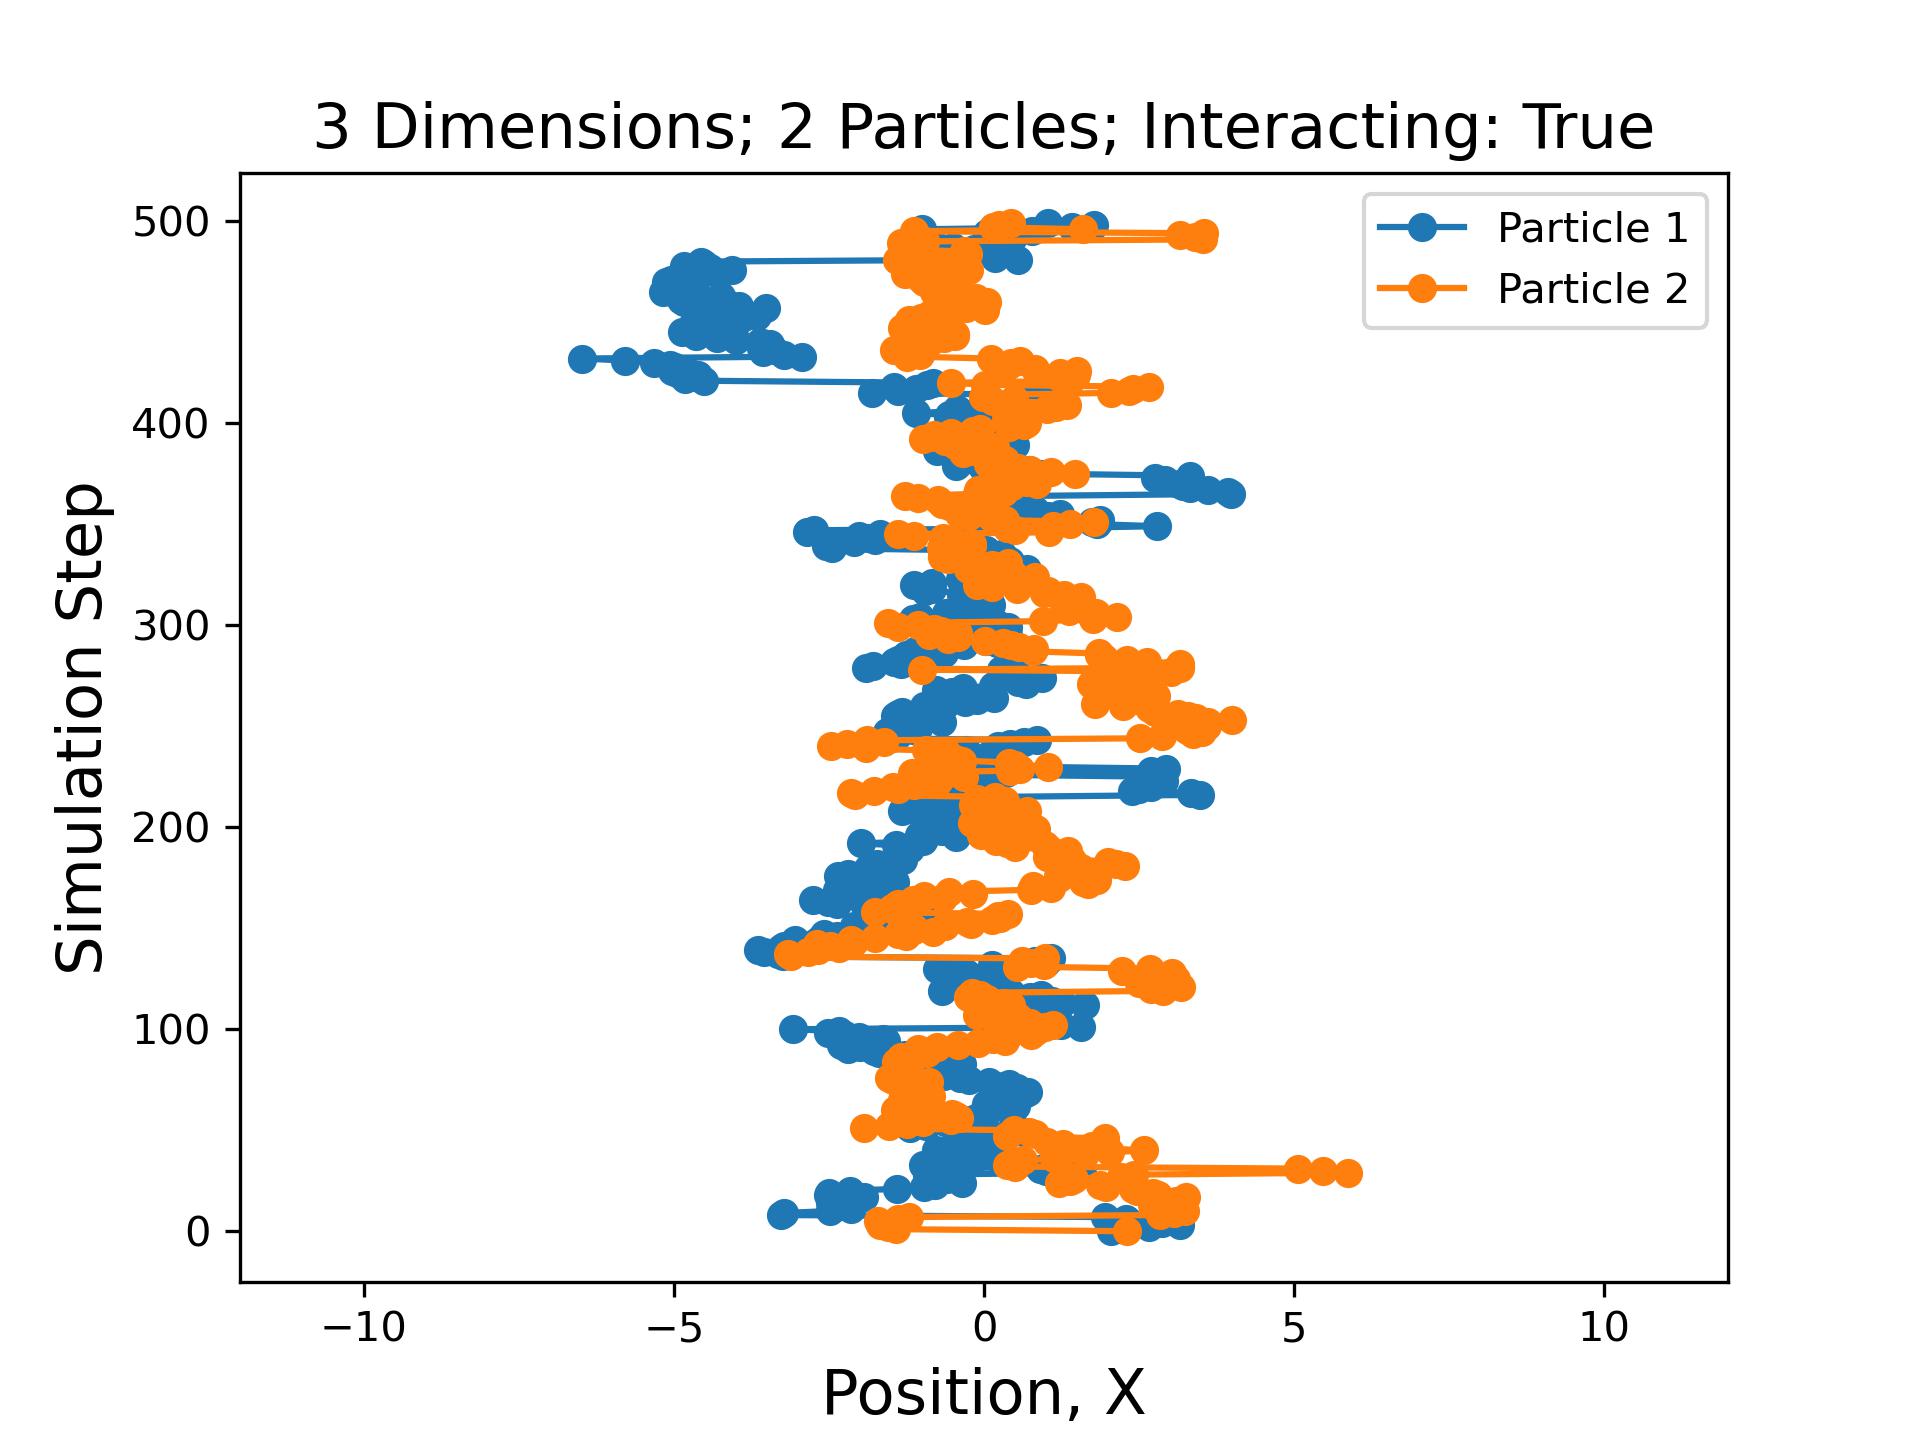 3 Dimensions; 2 Particles; Interacting: True
Particle 1
Particle 2
Simulation Step
500
400
300
200
100
0
−10
−5
0
5
10
Position, X